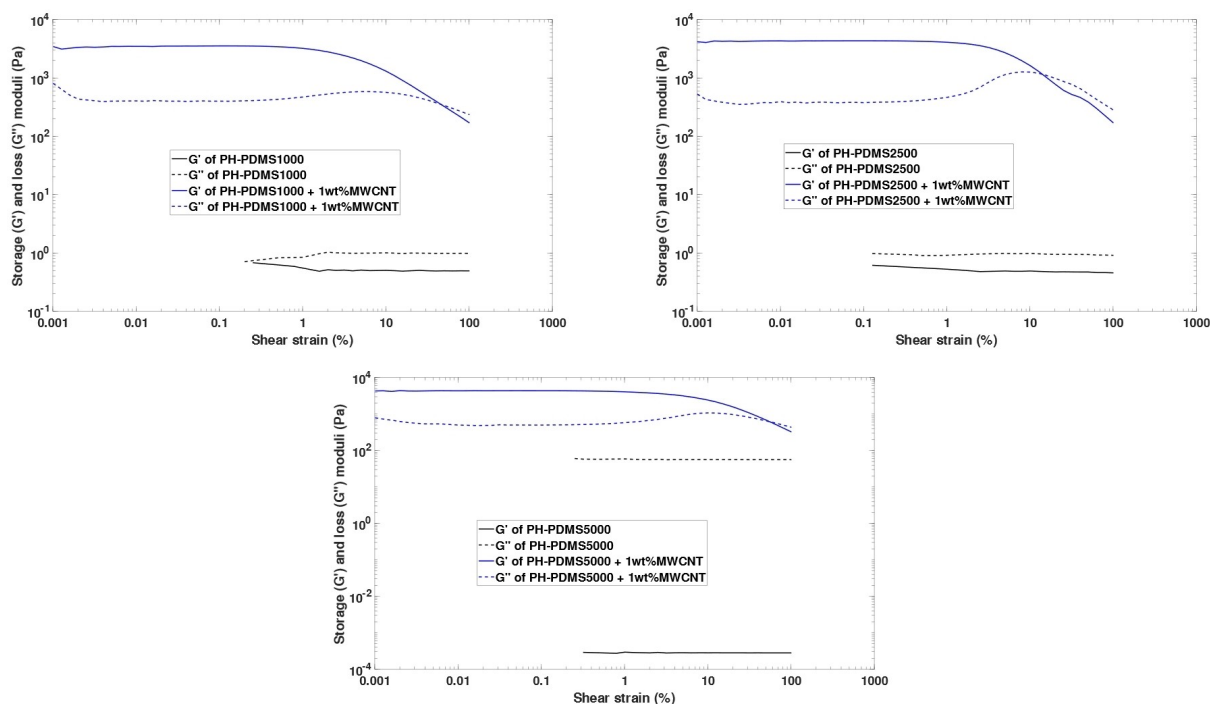 Storage (G') and loss (G'') moduli (Pa)
10^4
10^3
10^2
10^1
10^0
10^-1
G' of PH-PDMS1000
G'' of PH-PDMS1000
G' of PH-PDMS1000 + 1wt%MWCNT
G'' of PH-PDMS1000 + 1wt%MWCNT
0.001 0.01 0.1 1 10 100 1000
Shear strain (%)
Storage (G') and loss (G'') moduli (Pa)
10^4
10^3
10^2
10^1
10^0
10^-1
G' of PH-PDMS2500
G'' of PH-PDMS2500
G' of PH-PDMS2500 + 1wt%MWCNT
G'' of PH-PDMS2500 + 1wt%MWCNT
0.001 0.01 0.1 1 10 100 1000
Shear strain (%)
Storage (G') and loss (G'') moduli (Pa)
10^4
10^2
10^0
10^-2
10^-4
G' of PH-PDMS5000
G'' of PH-PDMS5000
G' of PH-PDMS5000 + 1wt%MWCNT
G'' of PH-PDMS5000 + 1wt%MWCNT
0.001 0.01 0.1 1 10 100 1000
Shear strain (%)